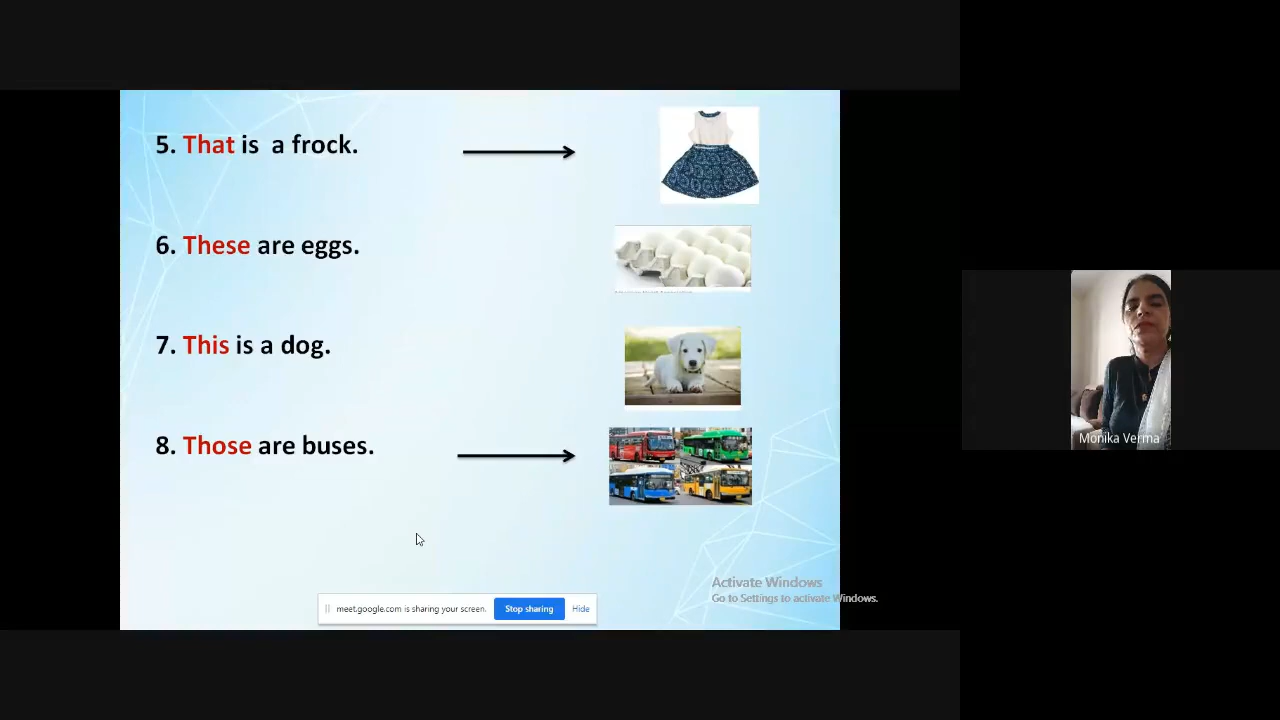 5. That is a frock.
6. These are eggs.
7. This is a dog.
8. Those are buses.
Monika Verma
Activate Windows
Go to Settings to activate Windows.
meet.google.com is sharing your screen. Stop sharing Hide